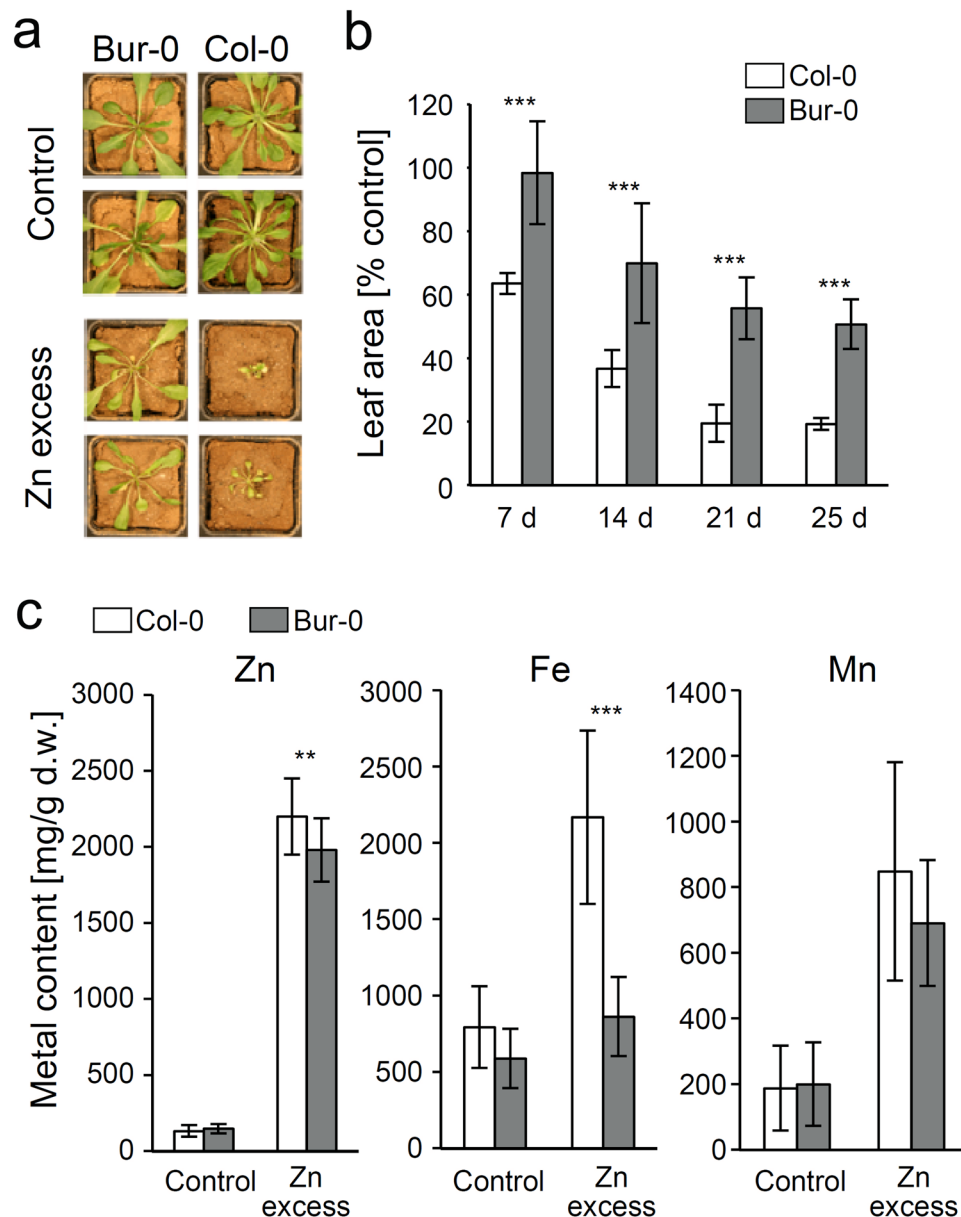 a
Bur-0 Col-0
Control
Zn excess
b
Col-0
Bur-0
Leaf area [% control]
120
100
80
60
40
20
0
***
***
***
***
7 d 14 d 21 d 25 d
c
Col-0 Bur-0
Metal content [mg/g d.w.]
Zn
3000
2500
2000
1500
1000
500
0
**
Control Zn
excess
Fe
3000
2500
2000
1500
1000
500
0
***
Control Zn
excess
Mn
1400
1200
1000
800
600
400
200
0
Control Zn
excess